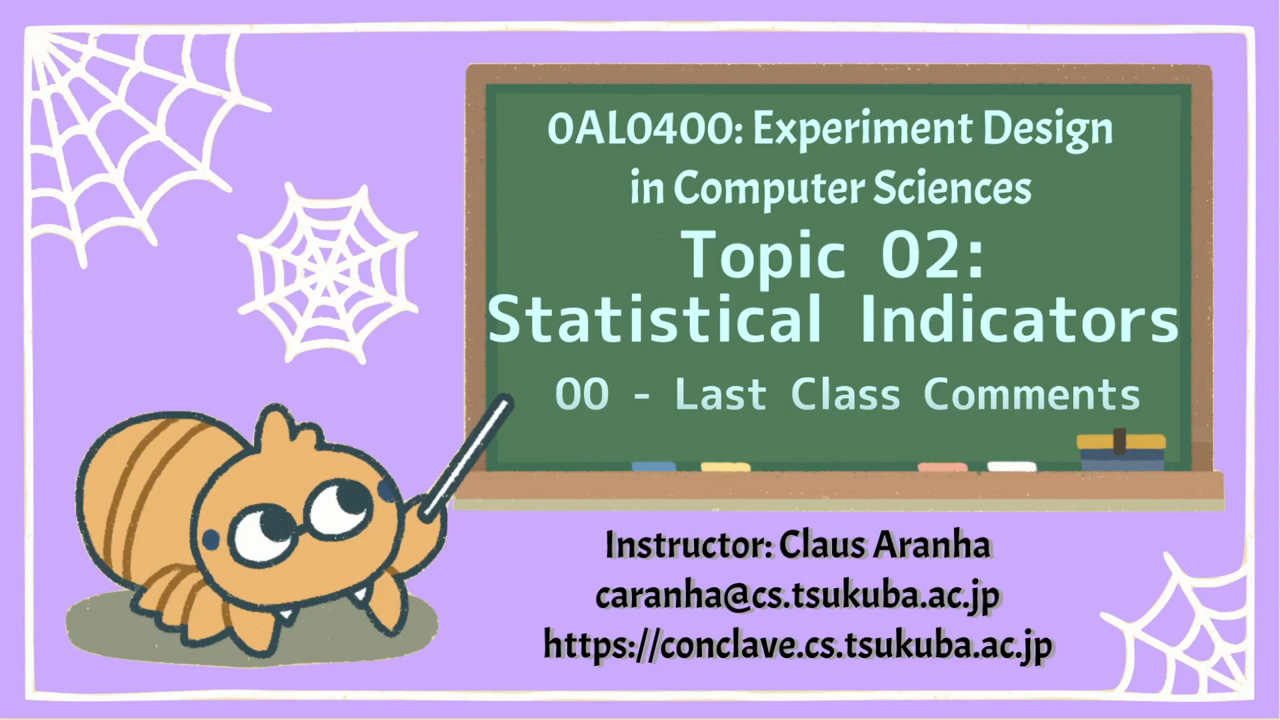 0AL0400: Experiment Design
in Computer Sciences
Topic 02:
Statistical Indicators
00 - Last Class Comments
Instructor: Claus Aranha
caranha@cs.tsukuba.ac.jp
https://conclave.cs.tsukuba.ac.jp